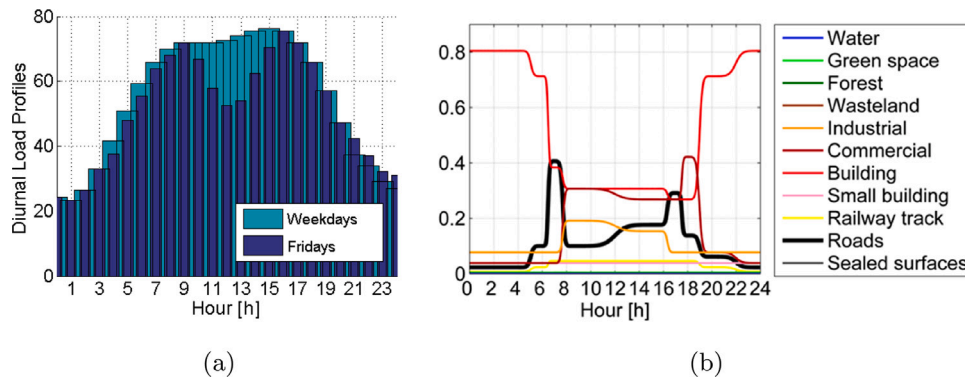 Diurnal Load Profiles
80
60
40
20
0
Weekdays
Fridays
1 3 5 7 9 11 13 15 17 19 21 23
Hour [h]
(a)
0.8
0.6
0.4
0.2
0
0 2 4 6 8 10 12 14 16 18 20 22 24
Hour [h]
Water
Green space
Forest
Wasteland
Industrial
Commercial
Building
Small building
Railway track
Roads
Sealed surfaces
(b)